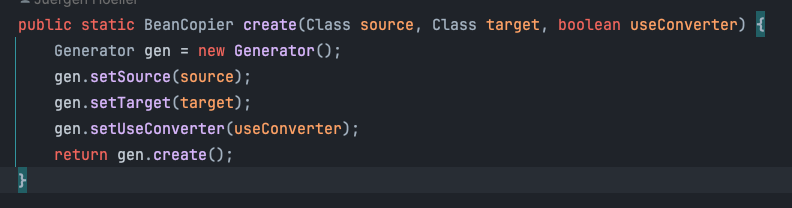 Juergen Hoeller
public static BeanCopier create(Class source, Class target, boolean useConverter) {
    Generator gen = new Generator();
    gen.setSource(source);
    gen.setTarget(target);
    gen.setUseConverter(useConverter);
    return gen.create();
}